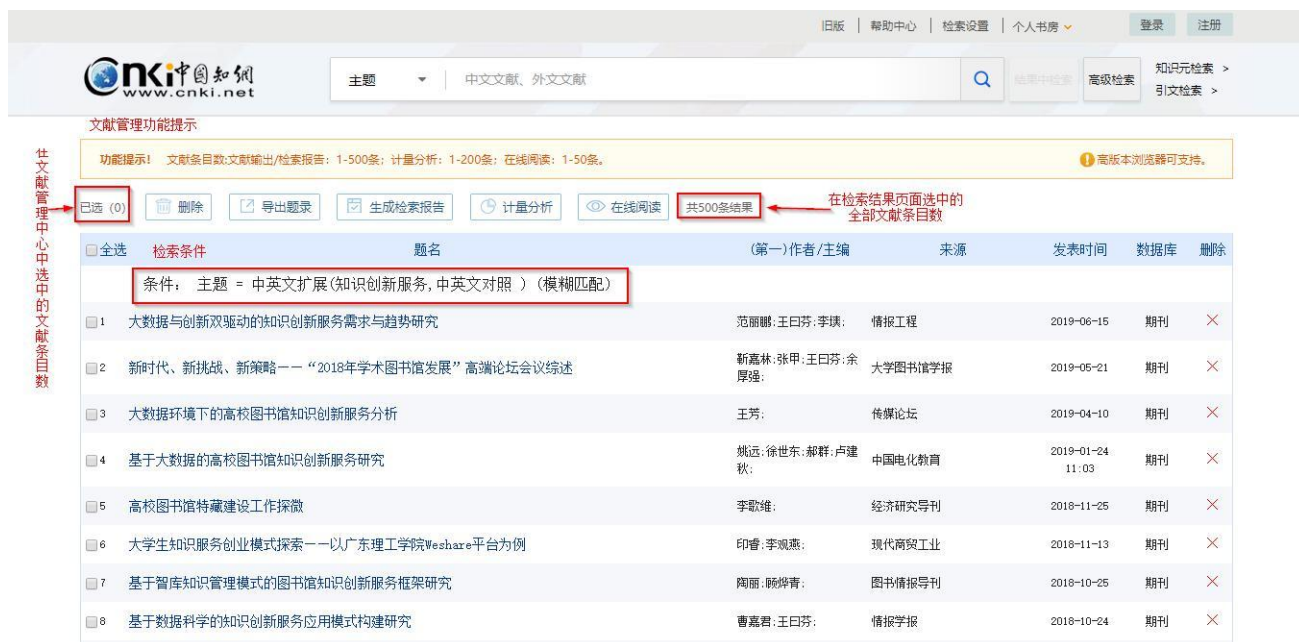 旧版 | 帮助中心 | 检索设置 | 个人书房 登录 注册
cnki中国知网
www.cnki.net
主题 中文文献、外文文献 结果中检索 高级检索 知识元检索 >
引文检索 >
文献管理功能提示
功能提示! 文献条目数:文献输出/检索报告: 1-500条; 计量分析: 1-200条; 在线阅读: 1-50条。 高版本浏览器可支持。
在文献管理中心中选中的文献条目数
已选 (0) 删除 导出题录 生成检索报告 计量分析 在线阅读 共500条结果
在检索结果页面选中的
全部文献条目数
全选 检索条件 题名 (第一)作者/主编 来源 发表时间 数据库 删除
条件: 主题 = 中英文扩展(知识创新服务,中英文对照 ) (模糊匹配)
1 大数据与创新双驱动的知识创新服务需求与趋势研究 范丽鹏;王曰芬;李璞; 情报工程 2019-06-15 期刊
2 新时代、新挑战、新策略——“2018年学术图书馆发展”高端论坛会议综述 靳嘉林;张甲;王曰芬;余
厚强; 大学图书馆学报 2019-05-21 期刊
3 大数据环境下的高校图书馆知识创新服务分析 王芳; 传媒论坛 2019-04-10 期刊
4 基于大数据的高校图书馆知识创新服务研究 姚远;徐世东;郝群;卢建
秋; 中国电化教育 2019-01-24
11:03 期刊
5 高校图书馆特藏建设工作探微 李歌维; 经济研究导刊 2018-11-25 期刊
6 大学生知识服务创业模式探索——以广东理工学院Weshare平台为例 印睿;李观燕; 现代商贸工业 2018-11-13 期刊
7 基于智库知识管理模式的图书馆知识创新服务框架研究 陶丽;顾烨青; 图书情报导刊 2018-10-25 期刊
8 基于数据科学的知识创新服务应用模式构建研究 曹嘉君;王曰芬; 情报学报 2018-10-24 期刊